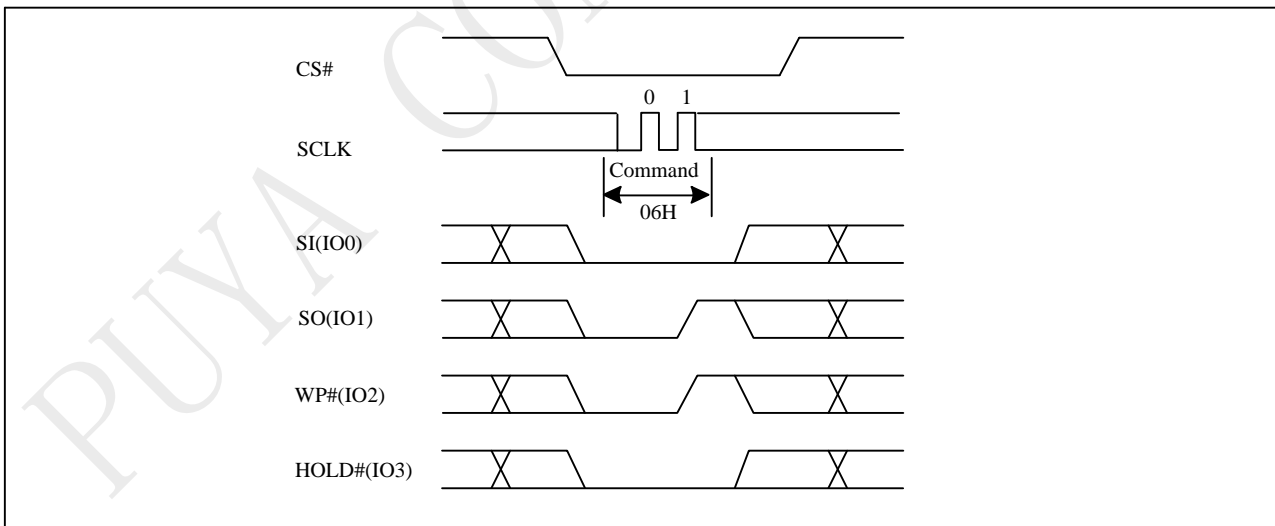 CS#
0 1
SCLK
Command
06H
SI(IO0)
SO(IO1)
WP#(IO2)
HOLD#(IO3)
PUYA CO